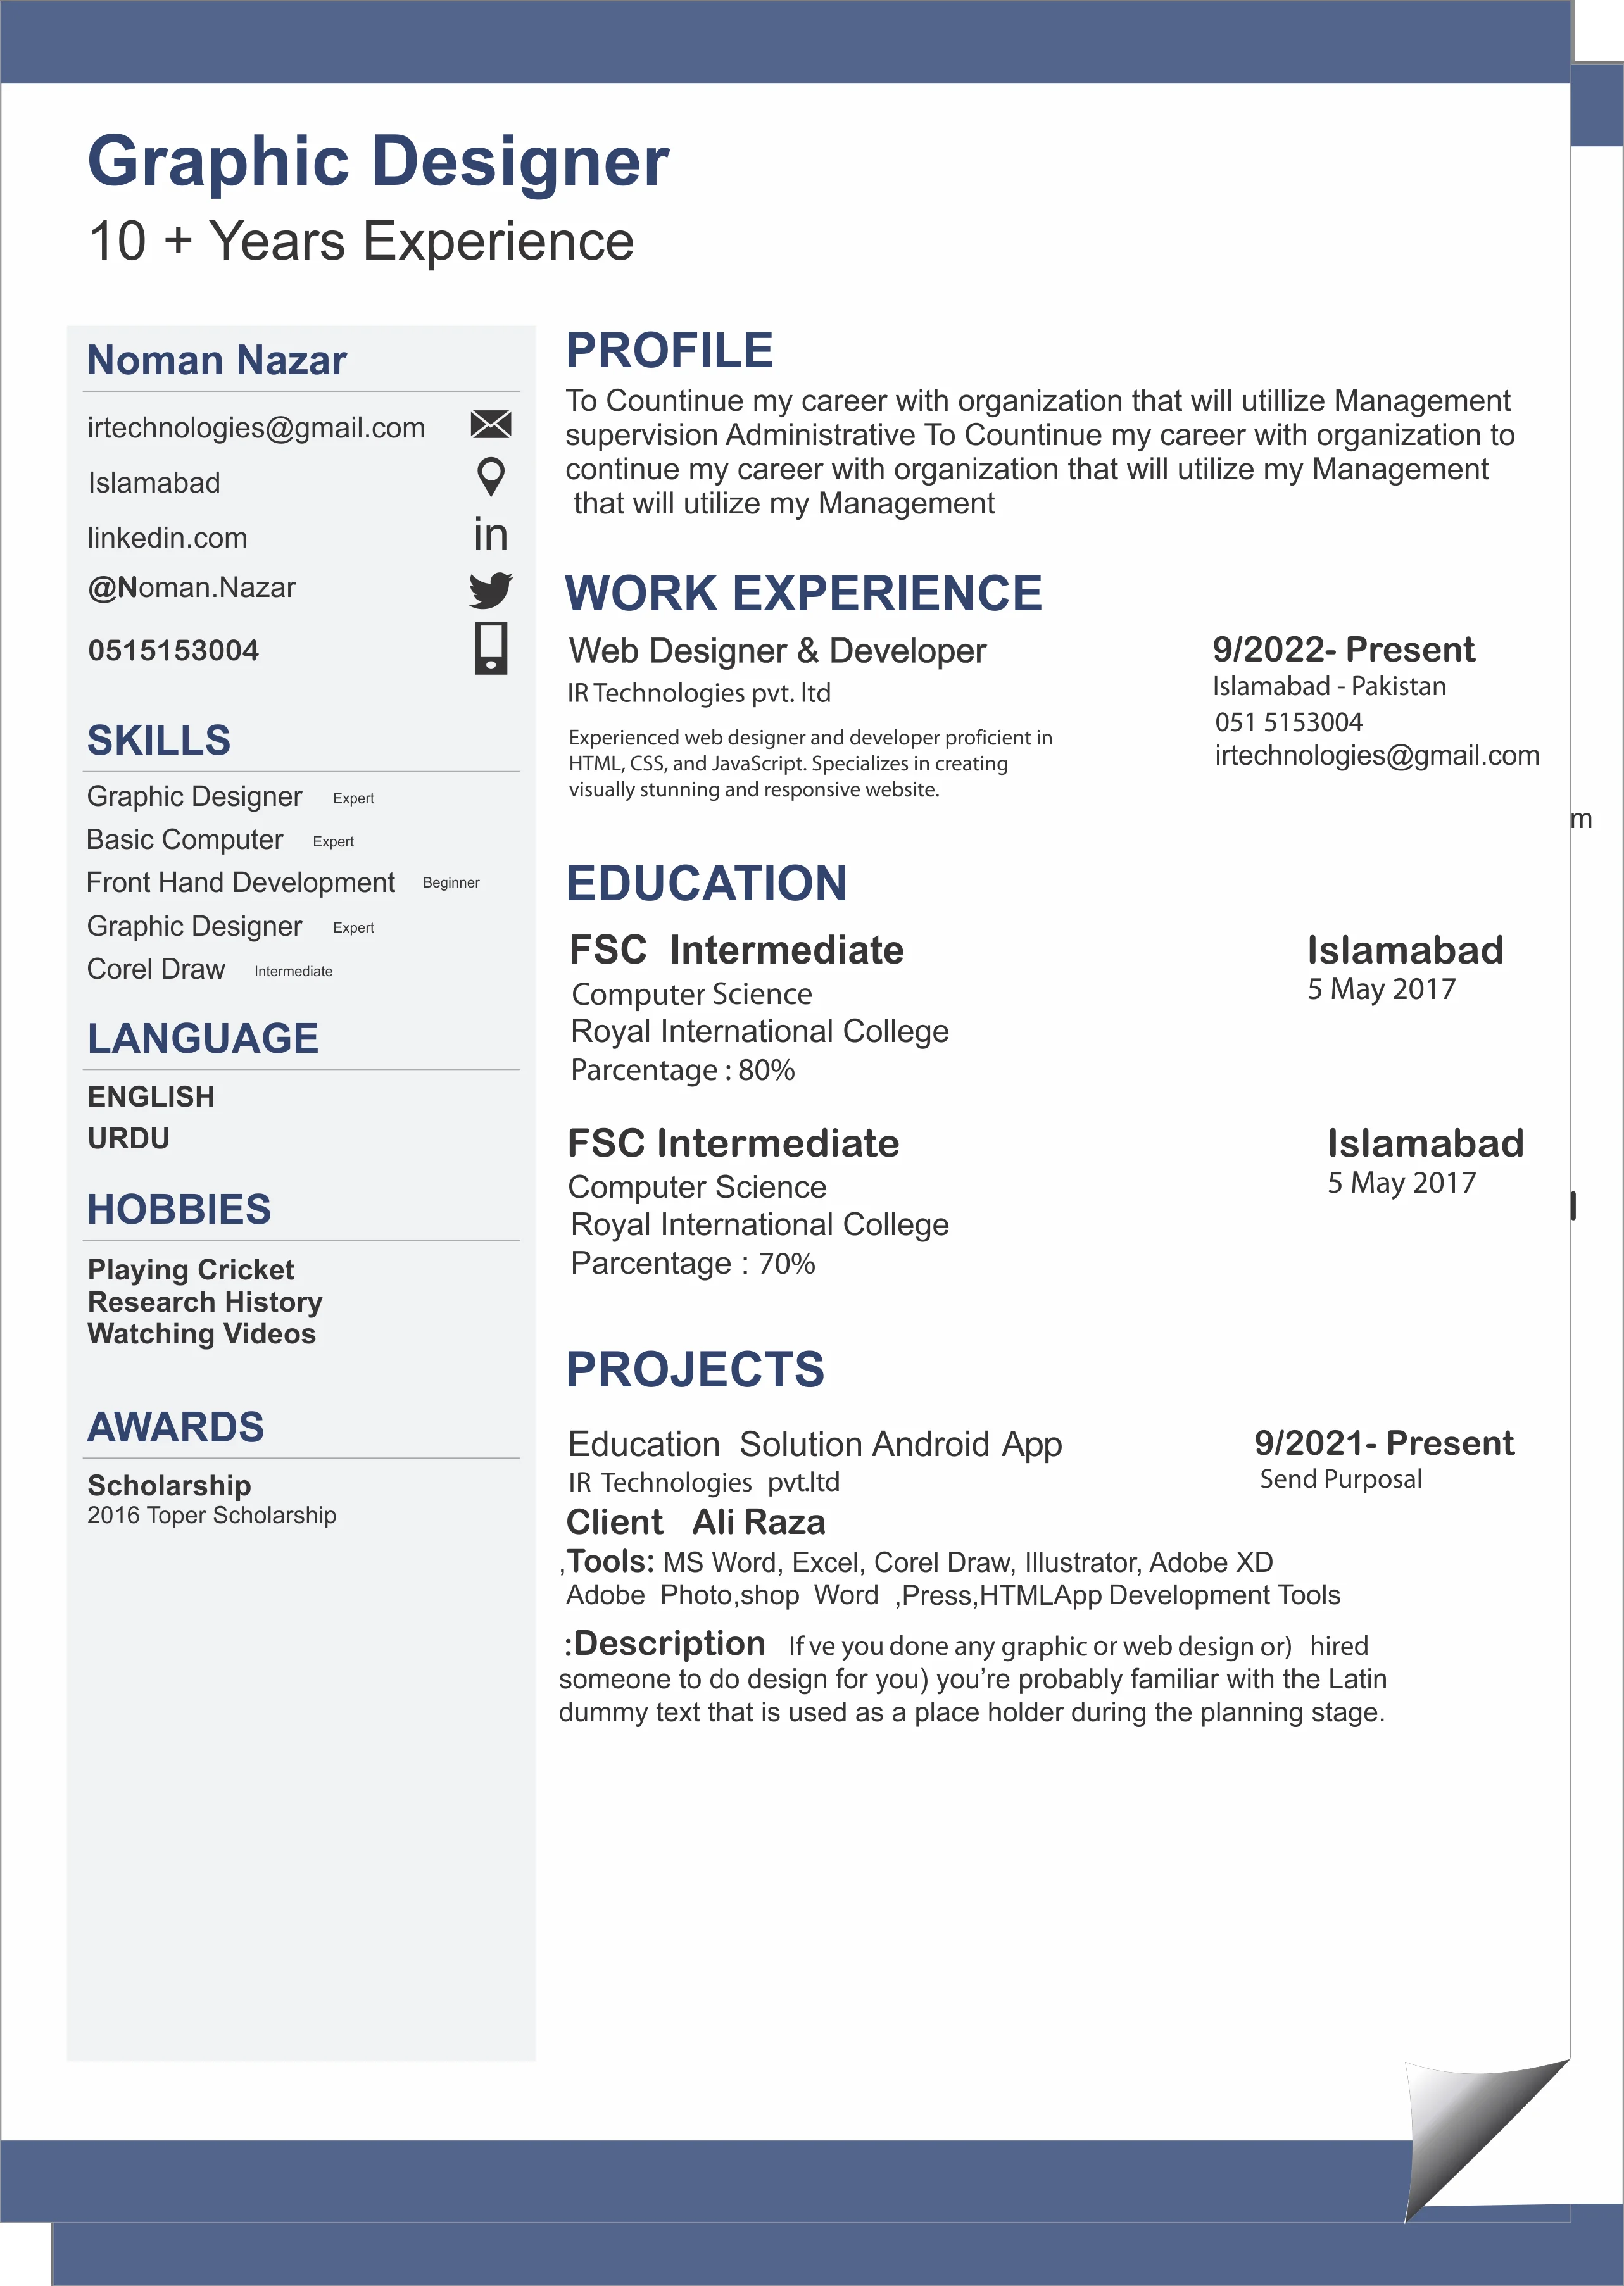 Graphic Designer
10 + Years Experience
Noman Nazar
irtechnologies@gmail.com
Islamabad
linkedin.com
in
@Noman.Nazar
0515153004
SKILLS
Graphic Designer Expert
Basic Computer Expert
Front Hand Development Beginner
Graphic Designer Expert
Corel Draw Intermediate
LANGUAGE
ENGLISH
URDU
HOBBIES
Playing Cricket
Research History
Watching Videos
AWARDS
Scholarship
2016 Toper Scholarship
PROFILE
To Countinue my career with organization that will utillize Management
supervision Administrative To Countinue my career with organization to
continue my career with organization that will utilize my Management
that will utilize my Management
WORK EXPERIENCE
Web Designer & Developer
IR Technologies pvt. ltd
Experienced web designer and developer proficient in
HTML, CSS, and JavaScript. Specializes in creating
visually stunning and responsive website.
9/2022- Present
Islamabad - Pakistan
051 5153004
irtechnologies@gmail.com
m
EDUCATION
FSC Intermediate
Computer Science
Royal International College
Parcentage : 80%
Islamabad
5 May 2017
FSC Intermediate
Computer Science
Royal International College
Parcentage : 70%
Islamabad
5 May 2017
PROJECTS
Education Solution Android App
IR Technologies pvt.ltd
9/2021- Present
Send Purposal
Client Ali Raza
,Tools: MS Word, Excel, Corel Draw, Illustrator, Adobe XD
Adobe Photo,shop Word ,Press,HTMLApp Development Tools
:Description If ve you done any graphic or web design or) hired
someone to do design for you) you’re probably familiar with the Latin
dummy text that is used as a place holder during the planning stage.